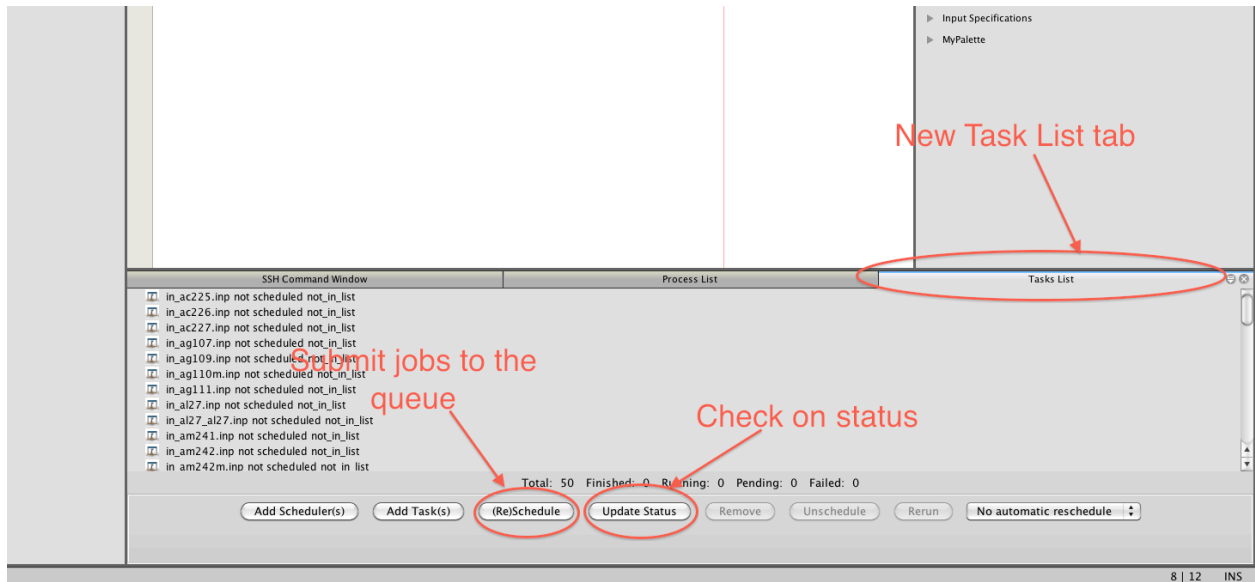 Input Specifications
MyPalette
New Task List tab
SSH Command Window
Process List
Tasks List
in_ac225.inp not scheduled not_in_list
in_ac226.inp not scheduled not_in_list
in_ac227.inp not scheduled not_in_list
in_ag107.inp not scheduled not_in_list
in_ag109.inp not scheduled not_in_list
in_ag110m.inp not scheduled not_in_list
in_ag111.inp not scheduled not_in_list
in_al27.inp not scheduled not_in_list
in_al27_al27.inp not scheduled not_in_list
in_am241.inp not scheduled not_in_list
in_am242.inp not scheduled not_in_list
in_am242m.inp not scheduled not_in_list
Submit jobs to the
queue
Check on status
Total: 50 Finished: 0 Running: 0 Pending: 0 Failed: 0
Add Scheduler(s)
Add Task(s)
(Re)Schedule
Update Status
Remove
Unschedule
Rerun
No automatic reschedule
8 | 12 INS